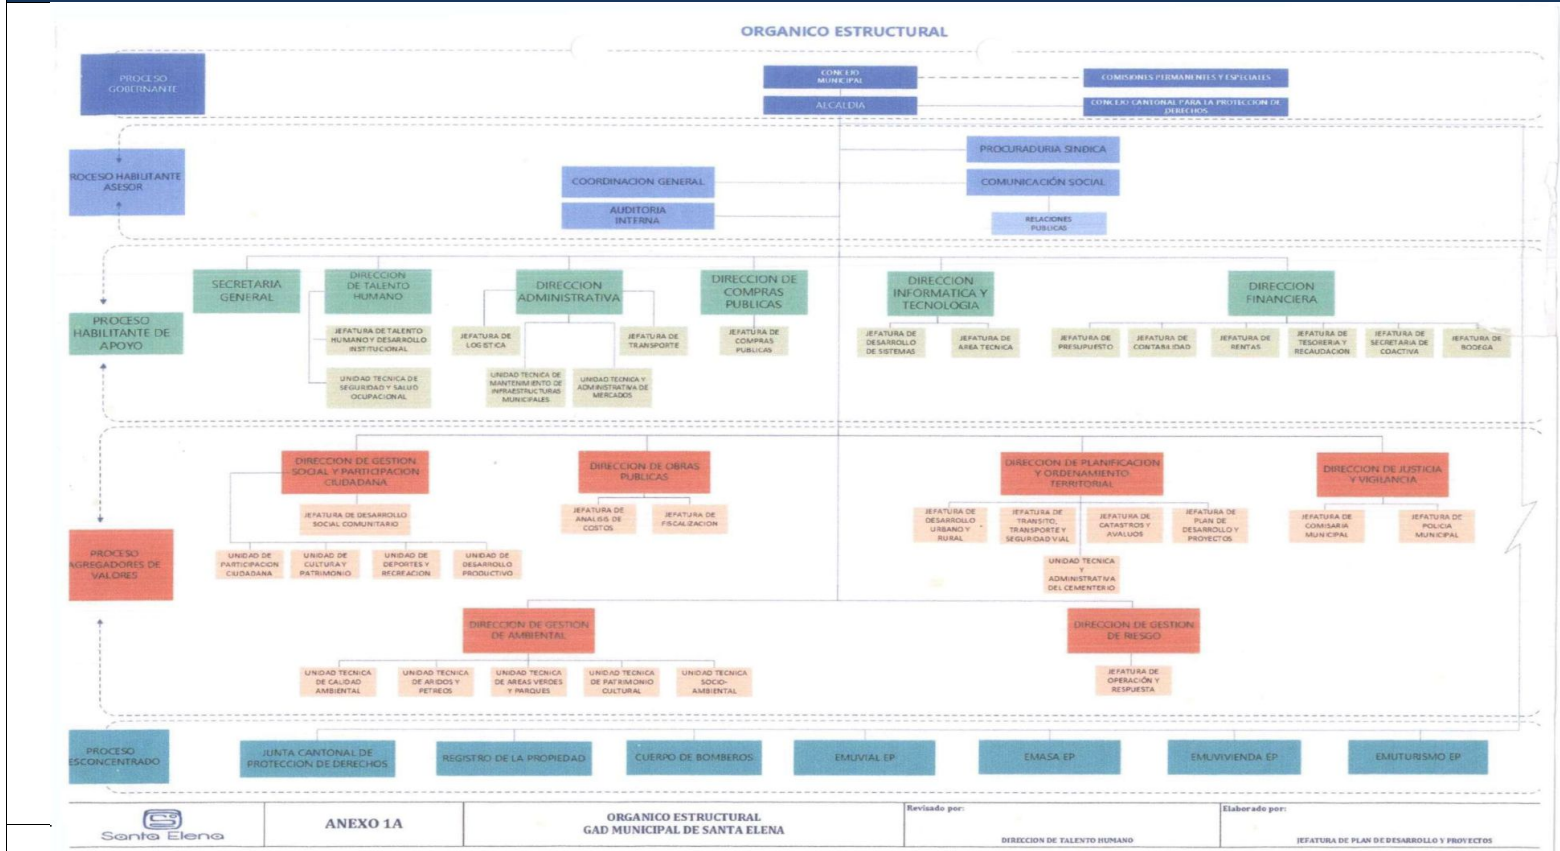 ORGANICO ESTRUCTURAL
PROCESO
GOBERNANTE
CONCEJO
MUNICIPAL
COMISIONES PERMANENTES Y ESPECIALES
ALCALDIA
CONCEJO CANTONAL PARA LA PROTECCION DE
DERECHOS
ROCESO HABILITANTE
ASESOR
PROCURADURIA SINDICA
COORDINACION GENERAL
COMUNICACIÓN SOCIAL
AUDITORIA
INTERNA
RELACIONES
PUBLICAS
PROCESO
HABILITANTE DE
APOYO
SECRETARIA
GENERAL
DIRECCION
DE TALENTO
HUMANO
DIRECCION
ADMINISTRATIVA
DIRECCION DE
COMPRAS
PUBLICAS
DIRECCION
INFORMATICA Y
TECNOLOGIA
DIRECCION
FINANCIERA
JEFATURA DE TALENTO
HUMANO Y DESARROLLO
INSTITUCIONAL
JEFATURA DE
LOGISTICA
JEFATURA DE
TRANSPORTE
JEFATURA DE
COMPRAS
PUBLICAS
JEFATURA DE
DESARROLLO
DE SISTEMAS
JEFATURA DE
AREA TECNICA
JEFATURA DE
PRESUPUESTO
JEFATURA DE
CONTABILIDAD
JEFATURA DE
RENTAS
JEFATURA DE
TESORERIA Y
RECAUDACION
JEFATURA DE
SECRETARIA DE
COACTIVA
JEFATURA DE
BODEGA
UNIDAD TECNICA DE
SEGURIDAD Y SALUD
OCUPACIONAL
UNIDAD TECNICA DE
MANTENIMIENTO DE
INFRAESTRUCTURAS
MUNICIPALES
UNIDAD TECNICA Y
ADMINISTRATIVA DE
MERCADOS
PROCESO
AGREGADORES DE
VALORES
DIRECCION DE GESTION
SOCIAL Y PARTICIPACION
CIUDADANA
DIRECCION DE OBRAS
PUBLICAS
DIRECCION DE PLANIFICACION
Y ORDENAMIENTO
TERRITORIAL
DIRECCION DE JUSTICIA
Y VIGILANCIA
JEFATURA DE DESARROLLO
SOCIAL COMUNITARIO
JEFATURA DE
ANALISIS DE
COSTOS
JEFATURA DE
FISCALIZACION
JEFATURA DE
DESARROLLO
URBANO Y
RURAL
JEFATURA DE
TRANSITO,
TRANSPORTE Y
SEGURIDAD VIAL
JEFATURA DE
CATASTROS Y
AVALUOS
JEFATURA DE
PLAN DE
DESARROLLO Y
PROYECTOS
JEFATURA DE
COMISARIA
MUNICIPAL
JEFATURA DE
POLICIA
MUNICIPAL
UNIDAD DE
PARTICIPACION
CIUDADANA
UNIDAD DE
CULTURA Y
PATRIMONIO
UNIDAD DE
DEPORTES Y
RECREACION
UNIDAD DE
DESARROLLO
PRODUCTIVO
UNIDAD TECNICA
Y
ADMINISTRATIVA
DEL CEMENTERIO
DIRECCION DE GESTION
DE AMBIENTAL
DIRECCION DE GESTION
DE RIESGO
UNIDAD TECNICA
DE CALIDAD
AMBIENTAL
UNIDAD TECNICA
DE ARIDOS Y
PETREOS
UNIDAD TECNICA
DE AREAS VERDES
Y PARQUES
UNIDAD TECNICA
DE PATRIMONIO
CULTURAL
UNIDAD TECNICA
SOCIO-
AMBIENTAL
JEFATURA DE
OPERACIÓN Y
RESPUESTA
PROCESO
ESCONCENTRADO
JUNTA CANTONAL DE
PROTECCION DE DERECHOS
REGISTRO DE LA PROPIEDAD
CUERPO DE BOMBEROS
EMUVIAL EP
EMASA EP
EMUVIVIENDA EP
EMUTURISMO EP
Santa Elena
ANEXO 1A
ORGANICO ESTRUCTURAL
GAD MUNICIPAL DE SANTA ELENA
Revisado por:
DIRECCION DE TALENTO HUMANO
Elaborado por:
JEFATURA DE PLAN DE DESARROLLO Y PROYECTOS